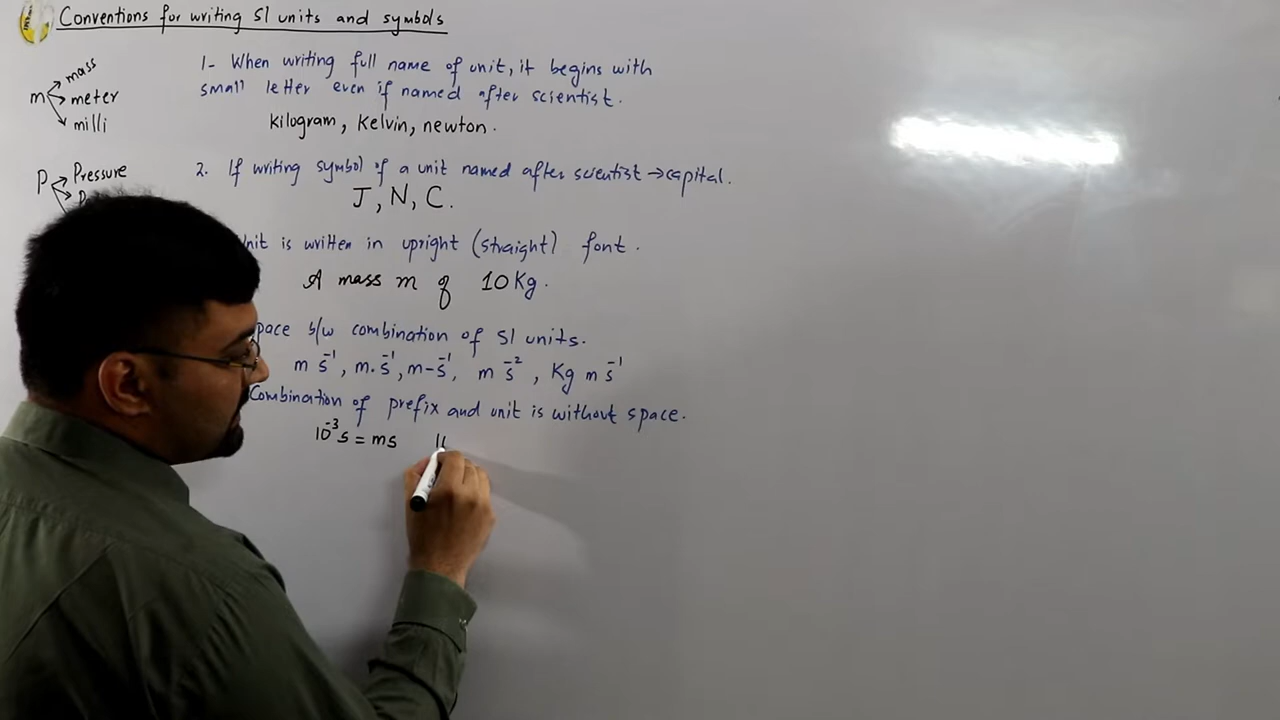 Conventions for writing SI units and symbols
m
mass
meter
milli
1- When writing full name of unit, it begins with
small letter even if named after scientist.
kilogram, kelvin, newton.
P
Pressure
2. If writing symbol of a unit named after scientist → capital.
J, N, C.
is written in upright (straight) font.
A mass m of 10 Kg.
b/w combination of SI units.
m s⁻¹, m. s⁻¹, m-s⁻¹, m s⁻², Kg m s⁻¹
Combination of prefix and unit is without space.
10⁻³s = ms